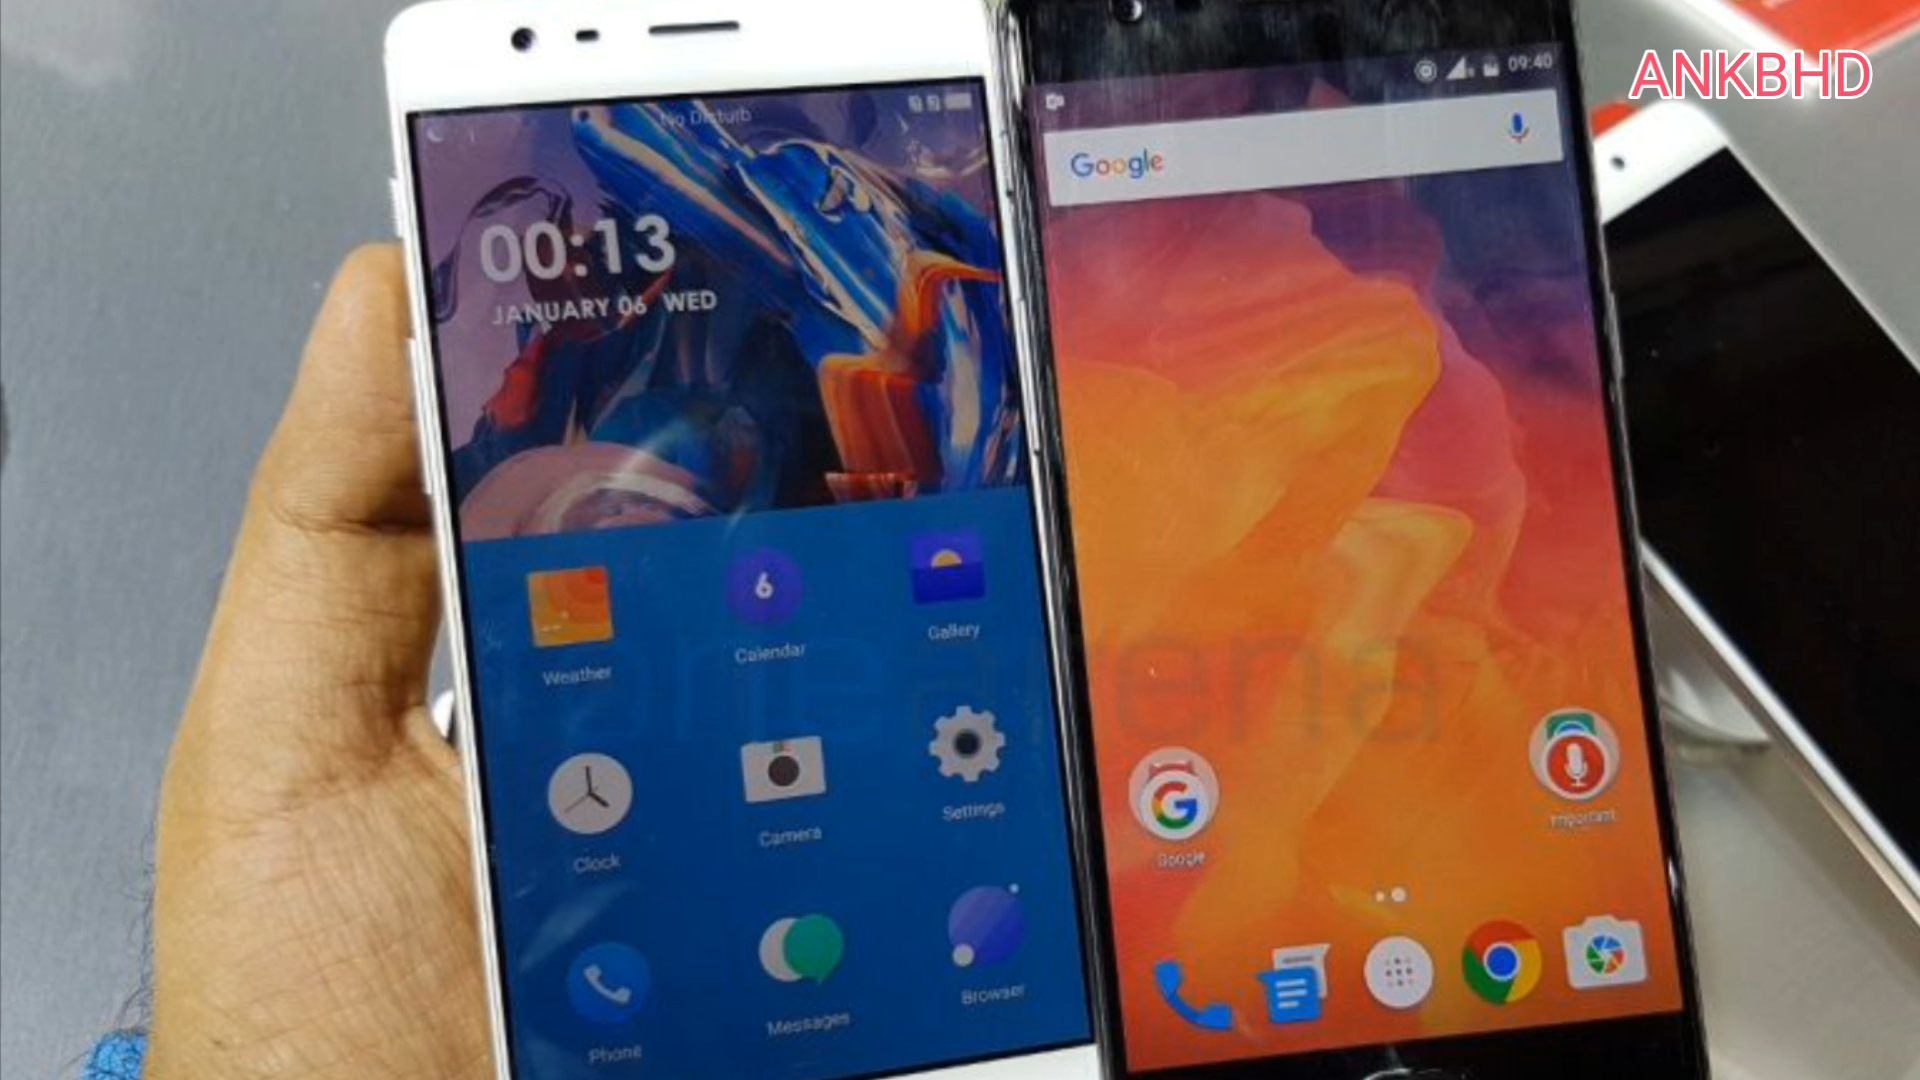 ANKBHD
No Disturb
00:13
JANUARY 06 WED
6
Weather
Calendar
Gallery
Clock
Camera
Settings
Phone
Messages
Browser
09:40
Google
G
Google
Important